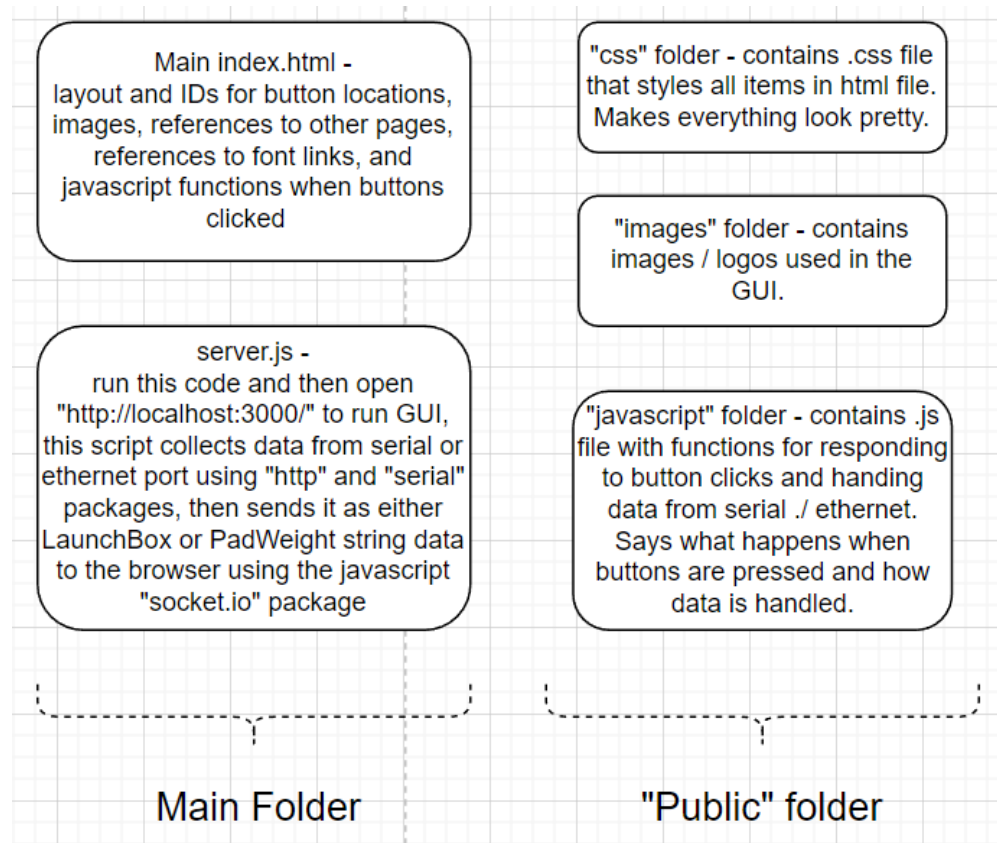 Main index.html -
layout and IDs for button locations,
images, references to other pages,
references to font links, and
javascript functions when buttons
clicked
server.js -
run this code and then open
"http://localhost:3000/" to run GUI,
this script collects data from serial or
ethernet port using "http" and "serial"
packages, then sends it as either
LaunchBox or PadWeight string data
to the browser using the javascript
"socket.io" package
Main Folder
"css" folder - contains .css file
that styles all items in html file.
Makes everything look pretty.
"images" folder - contains
images / logos used in the
GUI.
"javascript" folder - contains .js
file with functions for responding
to button clicks and handing
data from serial ./ ethernet.
Says what happens when
buttons are pressed and how
data is handled.
"Public" folder